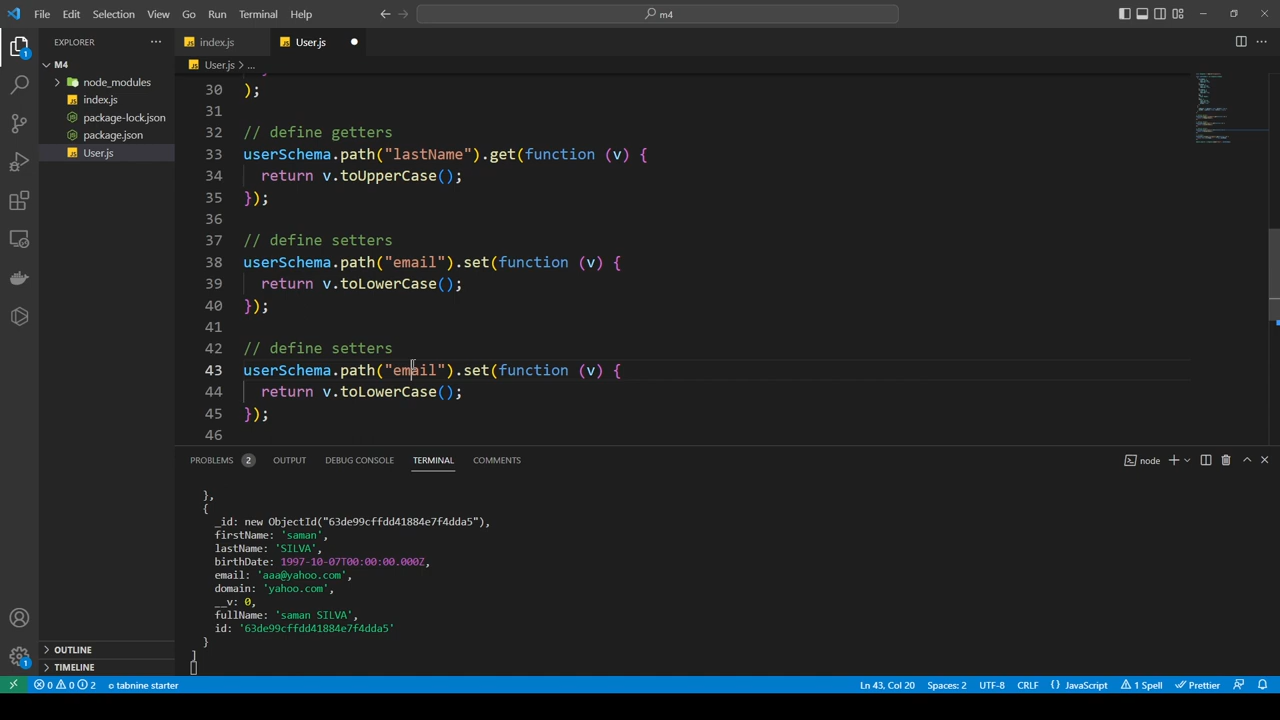 File Edit Selection View Go Run Terminal Help m4
EXPLORER ... index.js User.js
M4 User.js > ...
node_modules
index.js
package-lock.json
package.json
User.js
30 );
31
32 // define getters
33 userSchema.path("lastName").get(function (v) {
34 return v.toUpperCase();
35 });
36
37 // define setters
38 userSchema.path("email").set(function (v) {
39 return v.toLowerCase();
40 });
41
42 // define setters
43 userSchema.path("email").set(function (v) {
44 return v.toLowerCase();
45 });
46
PROBLEMS 2 OUTPUT DEBUG CONSOLE TERMINAL COMMENTS node
},
{
_id: new ObjectId("63de99cffdd41884e7f4dda5"),
firstName: 'saman',
lastName: 'SILVA',
birthDate: 1997-10-07T00:00:00.000Z,
email: 'aaa@yahoo.com',
domain: 'yahoo.com',
__v: 0,
fullName: 'saman SILVA',
id: '63de99cffdd41884e7f4dda5'
}
]
OUTLINE
TIMELINE
1
1
0 0 2 tabnine starter Ln 43, Col 20 Spaces: 2 UTF-8 CRLF {} JavaScript 1 Spell Prettier